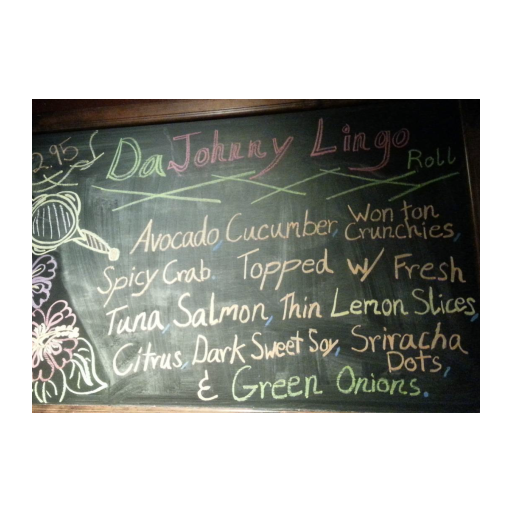 2.95
Da Johnny Lingo Roll
Avocado, Cucumber, Won ton Crunchies,
Spicy Crab. Topped w/ Fresh
Tuna, Salmon, Thin Lemon Slices,
Citrus, Dark Sweet Soy, Sriracha Dots,
& Green Onions.